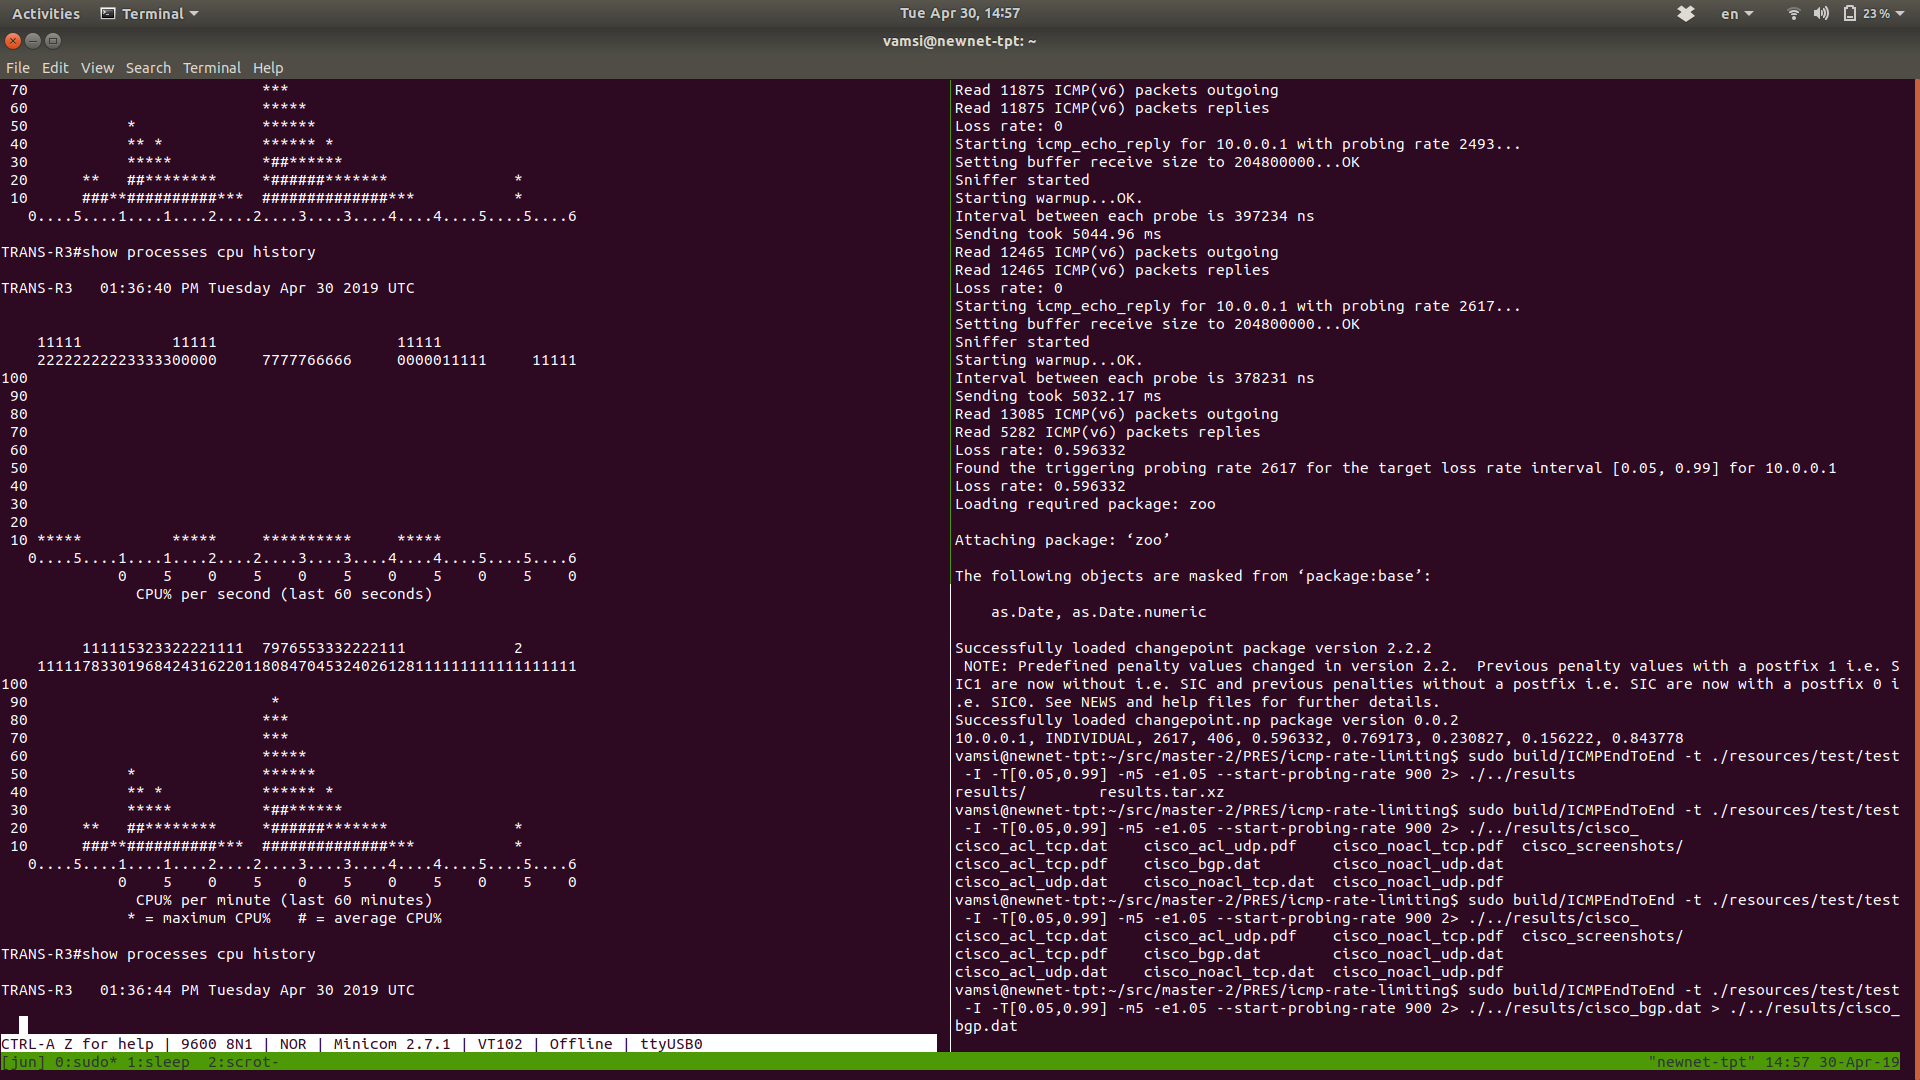 Activities Terminal Tue Apr 30, 14:57 en 23 %
vamsi@newnet-tpt: ~
File Edit View Search Terminal Help
 70                          ***
 60                          *****
 50           *              ******
 40           ** *           ****** *
 30           *****          *##******
 20      **   ##********     *######*******              *
 10      ###**##########***  ##############***           *
   0....5....1....1....2....2....3....3....4....4....5....5....6
TRANS-R3#show processes cpu history
TRANS-R3   01:36:40 PM Tuesday Apr 30 2019 UTC
    11111          11111                    11111
    22222222223333300000     7777766666     0000011111     11111
100
 90
 80
 70
 60
 50
 40
 30
 20
 10 *****          *****     **********     *****
   0....5....1....1....2....2....3....3....4....4....5....5....6
             0    5    0    5    0    5    0    5    0    5    0
               CPU% per second (last 60 seconds)
         111115323322221111  7976553332222111            2
    111117833019684243162201180847045324026128111111111111111111
100
 90                           *
 80                          ***
 70                          ***
 60                          *****
 50           *              ******
 40           ** *           ****** *
 30           *****          *##******
 20      **   ##********     *######*******              *
 10      ###**##########***  ##############***           *
   0....5....1....1....2....2....3....3....4....4....5....5....6
             0    5    0    5    0    5    0    5    0    5    0
               CPU% per minute (last 60 minutes)
              * = maximum CPU%   # = average CPU%
TRANS-R3#show processes cpu history
TRANS-R3   01:36:44 PM Tuesday Apr 30 2019 UTC
CTRL-A Z for help | 9600 8N1 | NOR | Minicom 2.7.1 | VT102 | Offline | ttyUSB0
Read 11875 ICMP(v6) packets outgoing
Read 11875 ICMP(v6) packets replies
Loss rate: 0
Starting icmp_echo_reply for 10.0.0.1 with probing rate 2493...
Setting buffer receive size to 204800000...OK
Sniffer started
Starting warmup...OK.
Interval between each probe is 397234 ns
Sending took 5044.96 ms
Read 12465 ICMP(v6) packets outgoing
Read 12465 ICMP(v6) packets replies
Loss rate: 0
Starting icmp_echo_reply for 10.0.0.1 with probing rate 2617...
Setting buffer receive size to 204800000...OK
Sniffer started
Starting warmup...OK.
Interval between each probe is 378231 ns
Sending took 5032.17 ms
Read 13085 ICMP(v6) packets outgoing
Read 5282 ICMP(v6) packets replies
Loss rate: 0.596332
Found the triggering probing rate 2617 for the target loss rate interval [0.05, 0.99] for 10.0.0.1
Loss rate: 0.596332
Loading required package: zoo
Attaching package: ‘zoo’
The following objects are masked from ‘package:base’:
    as.Date, as.Date.numeric
Successfully loaded changepoint package version 2.2.2
 NOTE: Predefined penalty values changed in version 2.2.  Previous penalty values with a postfix 1 i.e. S
IC1 are now without i.e. SIC and previous penalties without a postfix i.e. SIC are now with a postfix 0 i
.e. SIC0. See NEWS and help files for further details.
Successfully loaded changepoint.np package version 0.0.2
10.0.0.1, INDIVIDUAL, 2617, 406, 0.596332, 0.769173, 0.230827, 0.156222, 0.843778
vamsi@newnet-tpt:~/src/master-2/PRES/icmp-rate-limiting$ sudo build/ICMPEndToEnd -t ./resources/test/test
 -I -T[0.05,0.99] -m5 -e1.05 --start-probing-rate 900 2> ./../results
results/        results.tar.xz
vamsi@newnet-tpt:~/src/master-2/PRES/icmp-rate-limiting$ sudo build/ICMPEndToEnd -t ./resources/test/test
 -I -T[0.05,0.99] -m5 -e1.05 --start-probing-rate 900 2> ./../results/cisco_
cisco_acl_tcp.dat    cisco_acl_udp.pdf    cisco_noacl_tcp.pdf  cisco_screenshots/
cisco_acl_tcp.pdf    cisco_bgp.dat        cisco_noacl_udp.dat
cisco_acl_udp.dat    cisco_noacl_tcp.dat  cisco_noacl_udp.pdf
vamsi@newnet-tpt:~/src/master-2/PRES/icmp-rate-limiting$ sudo build/ICMPEndToEnd -t ./resources/test/test
 -I -T[0.05,0.99] -m5 -e1.05 --start-probing-rate 900 2> ./../results/cisco_
cisco_acl_tcp.dat    cisco_acl_udp.pdf    cisco_noacl_tcp.pdf  cisco_screenshots/
cisco_acl_tcp.pdf    cisco_bgp.dat        cisco_noacl_udp.dat
cisco_acl_udp.dat    cisco_noacl_tcp.dat  cisco_noacl_udp.pdf
vamsi@newnet-tpt:~/src/master-2/PRES/icmp-rate-limiting$ sudo build/ICMPEndToEnd -t ./resources/test/test
 -I -T[0.05,0.99] -m5 -e1.05 --start-probing-rate 900 2> ./../results/cisco_bgp.dat > ./../results/cisco_
bgp.dat
[jun] 0:sudo* 1:sleep  2:scrot- "newnet-tpt" 14:57 30-Apr-19